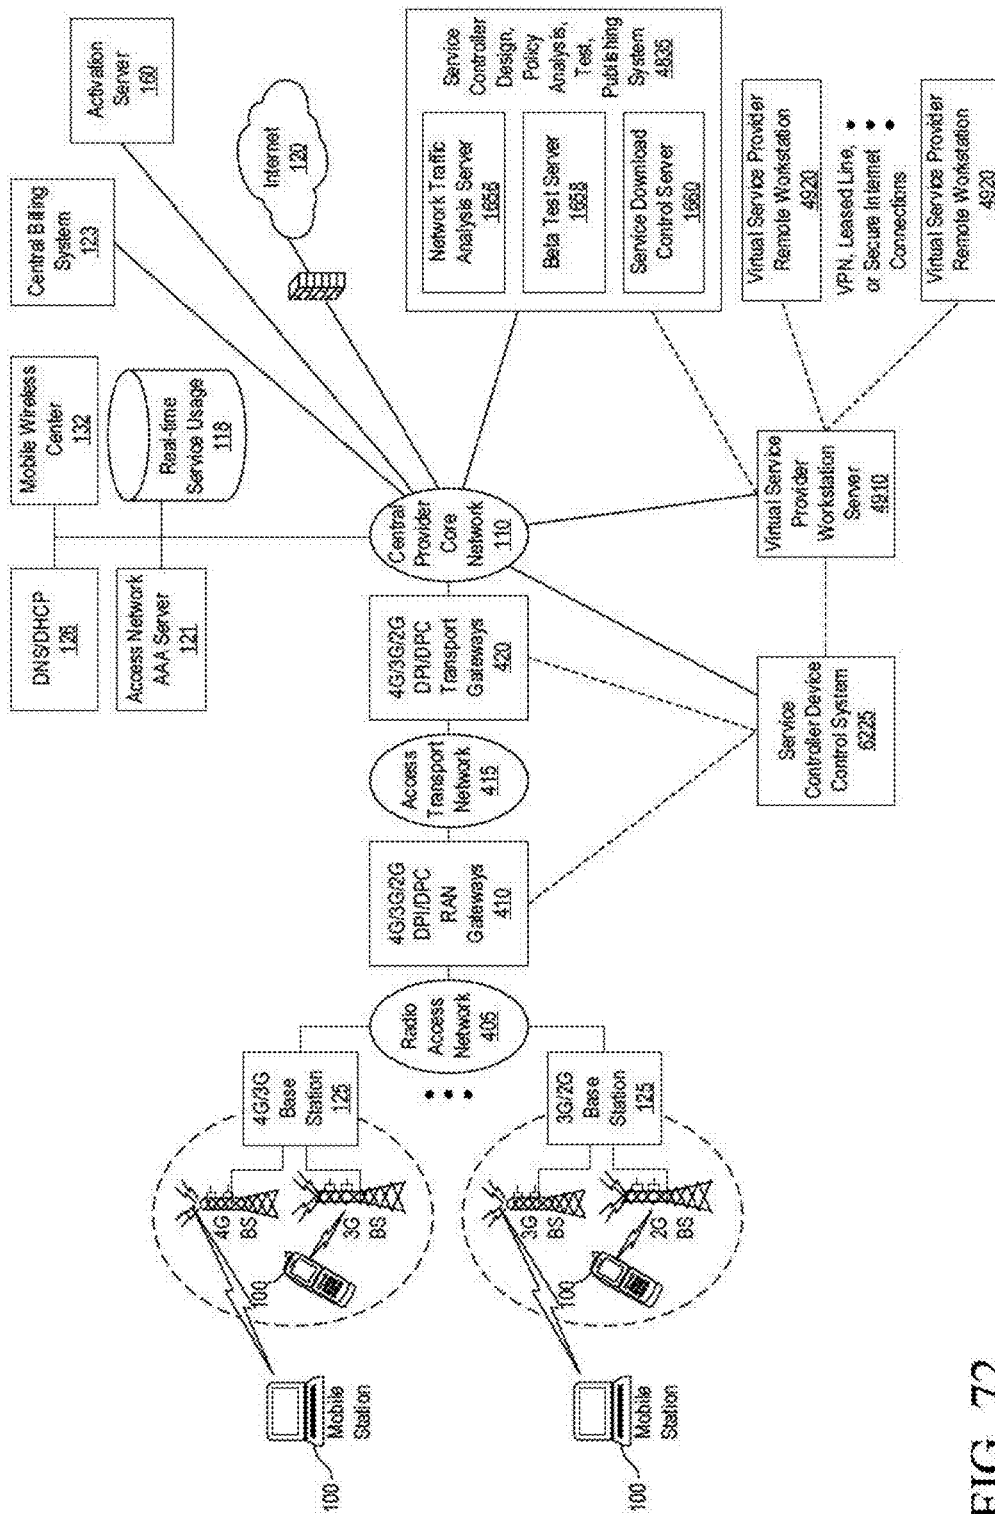 DNS/DHCP
126
Mobile Wireless
Center
132
Access Network
AAA Server
121
Real-time
Service Usage
118
Central Billing
System
123
Activation
Server
160
Internet
120
4G/3G
Base
Station
125
4G
BS
3G
BS
100
100
Mobile
Station
Radio
Access
Network
405
4G/3G/2G
DPI/DPC
RAN
Gateways
410
Access
Transport
Network
415
4G/3G/2G
DPI/DPC
Transport
Gateways
420
Central
Provider
Core
Network
110
Network Traffic
Analysis Server
1656
Beta Test Server
1658
Service Download
Control Server
1660
Service
Controller
Design,
Policy
Analysis,
Test,
Publishing
System
4835
3G/2G
Base
Station
125
3G
BS
2G
BS
100
100
Mobile
Station
Service
Controller Device
Control System
6225
Virtual Service
Provider
Workstation
Server
4910
Virtual Service Provider
Remote Workstation
4920
VPN, Leased Line,
or Secure Internet
Connections
Virtual Service Provider
Remote Workstation
4920
FIG. 72